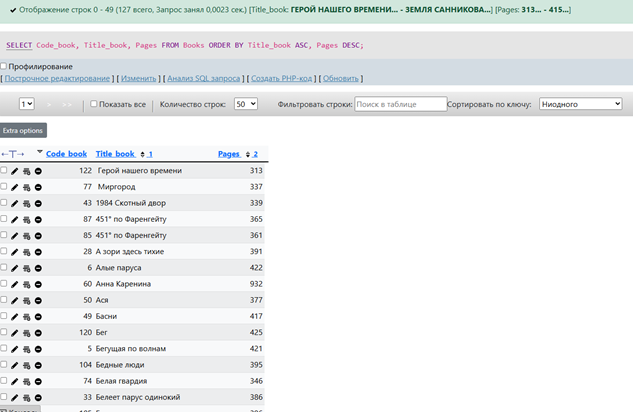 Отображение строк 0 - 49 (127 всего, Запрос занял 0,0023 сек.) [Title_book: ГЕРОЙ НАШЕГО ВРЕМЕНИ... - ЗЕМЛЯ САННИКОВА...] [Pages: 313... - 415...]
SELECT Code_book, Title_book, Pages FROM Books ORDER BY Title_book ASC, Pages DESC;
Профилирование
[ Построчное редактирование ] [ Изменить ] [ Анализ SQL запроса ] [ Создать PHP-код ] [ Обновить ]
1 > >> Показать все Количество строк: 50 Фильтровать строки: Поиск в таблице Сортировать по ключу: Ниодного
Extra options
←T→ Code_book Title_book 1 Pages 2
122 Герой нашего времени 313
77 Миргород 337
43 1984 Скотный двор 339
87 451° по Фаренгейту 365
85 451° по Фаренгейту 361
28 А зори здесь тихие 391
6 Алые паруса 422
60 Анна Каренина 932
50 Ася 377
49 Басни 417
120 Бег 425
5 Бегущая по волнам 421
104 Бедные люди 395
74 Белая гвардия 346
33 Белеет парус одинокий 386